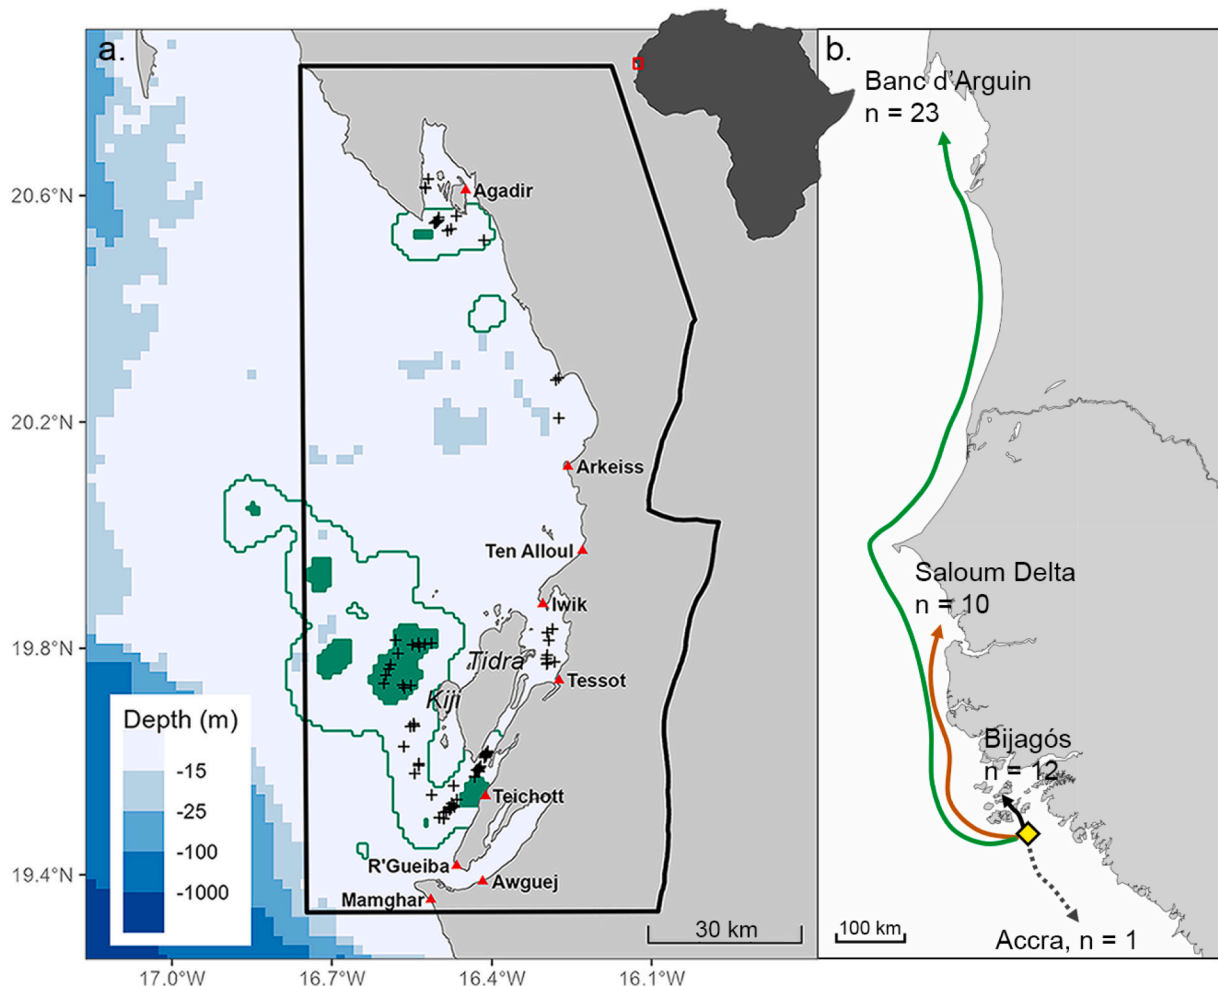 a.
20.6°N
20.2°N
19.8°N
19.4°N
17.0°W
16.7°W
16.4°W
16.1°W
Agadir
Arkeiss
Ten Alloul
Iwik
Tidra
Tessot
Kiji
Teichott
R'Gueiba
Awguej
Mamghar
30 km
Depth (m)
-15
-25
-100
-1000
b.
Banc d'Arguin
n = 23
Saloum Delta
n = 10
Bijagós
n = 12
Accra, n = 1
100 km